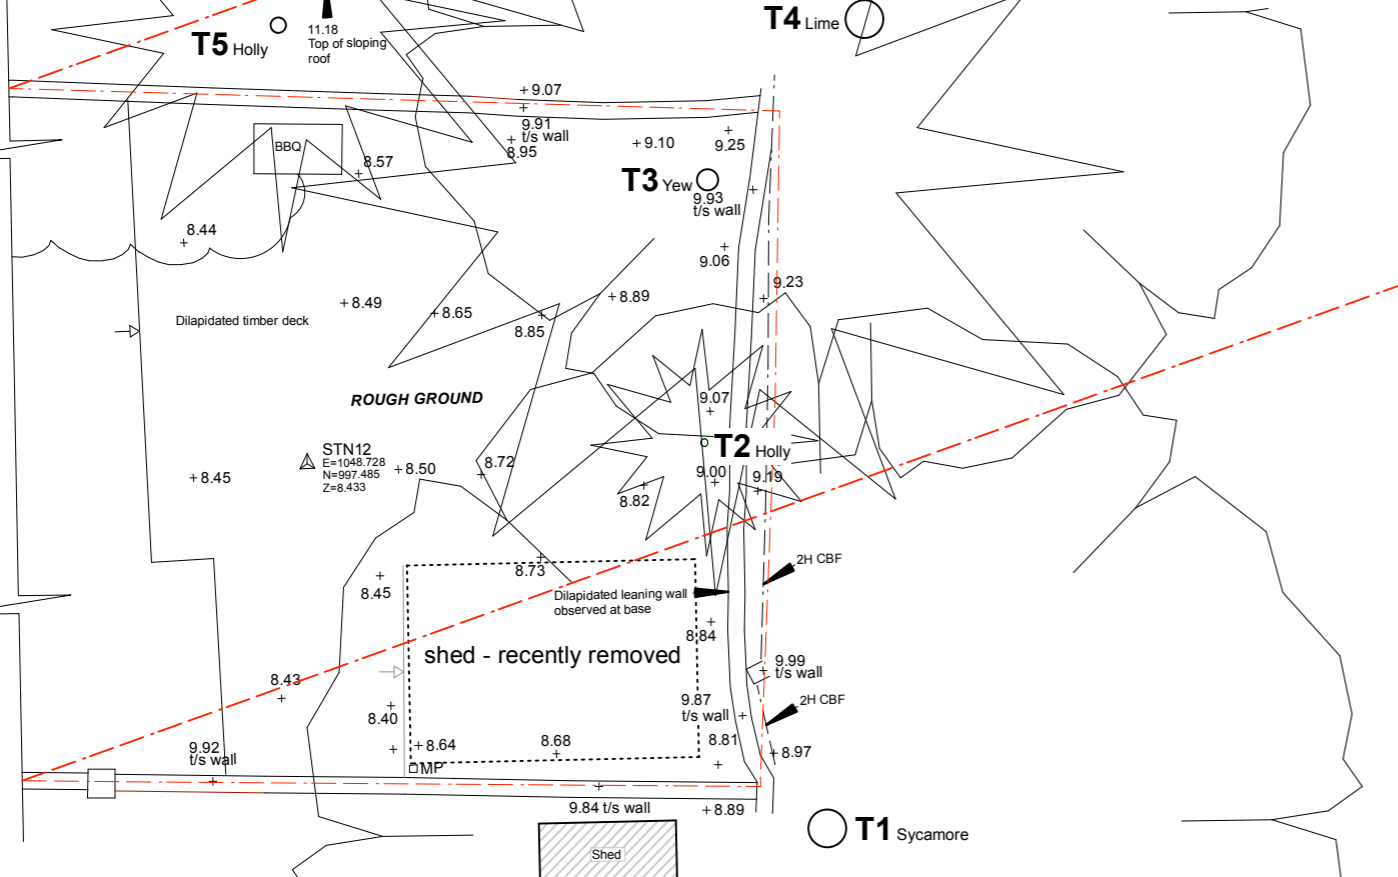 T4 Lime
T5 Holly
11.18
Top of sloping
roof
9.07
9.91
t/s wall
8.95
9.10
9.25
BBQ
8.57
T3 Yew
9.93
t/s wall
8.44
9.06
9.23
8.49
8.65
8.89
8.85
Dilapidated timber deck
ROUGH GROUND
9.07
T2 Holly
STN12
E=1048.728
N=997.485
Z=8.433
8.45
8.50
8.72
9.00
9.19
8.82
2H CBF
8.73
8.45
Dilapidated leaning wall
observed at base
8.84
shed - recently removed
9.99
t/s wall
8.43
9.87
t/s wall
2H CBF
8.40
8.64
8.68
8.81
8.97
9.92
t/s wall
MP
9.84 t/s wall
8.89
T1 Sycamore
Shed